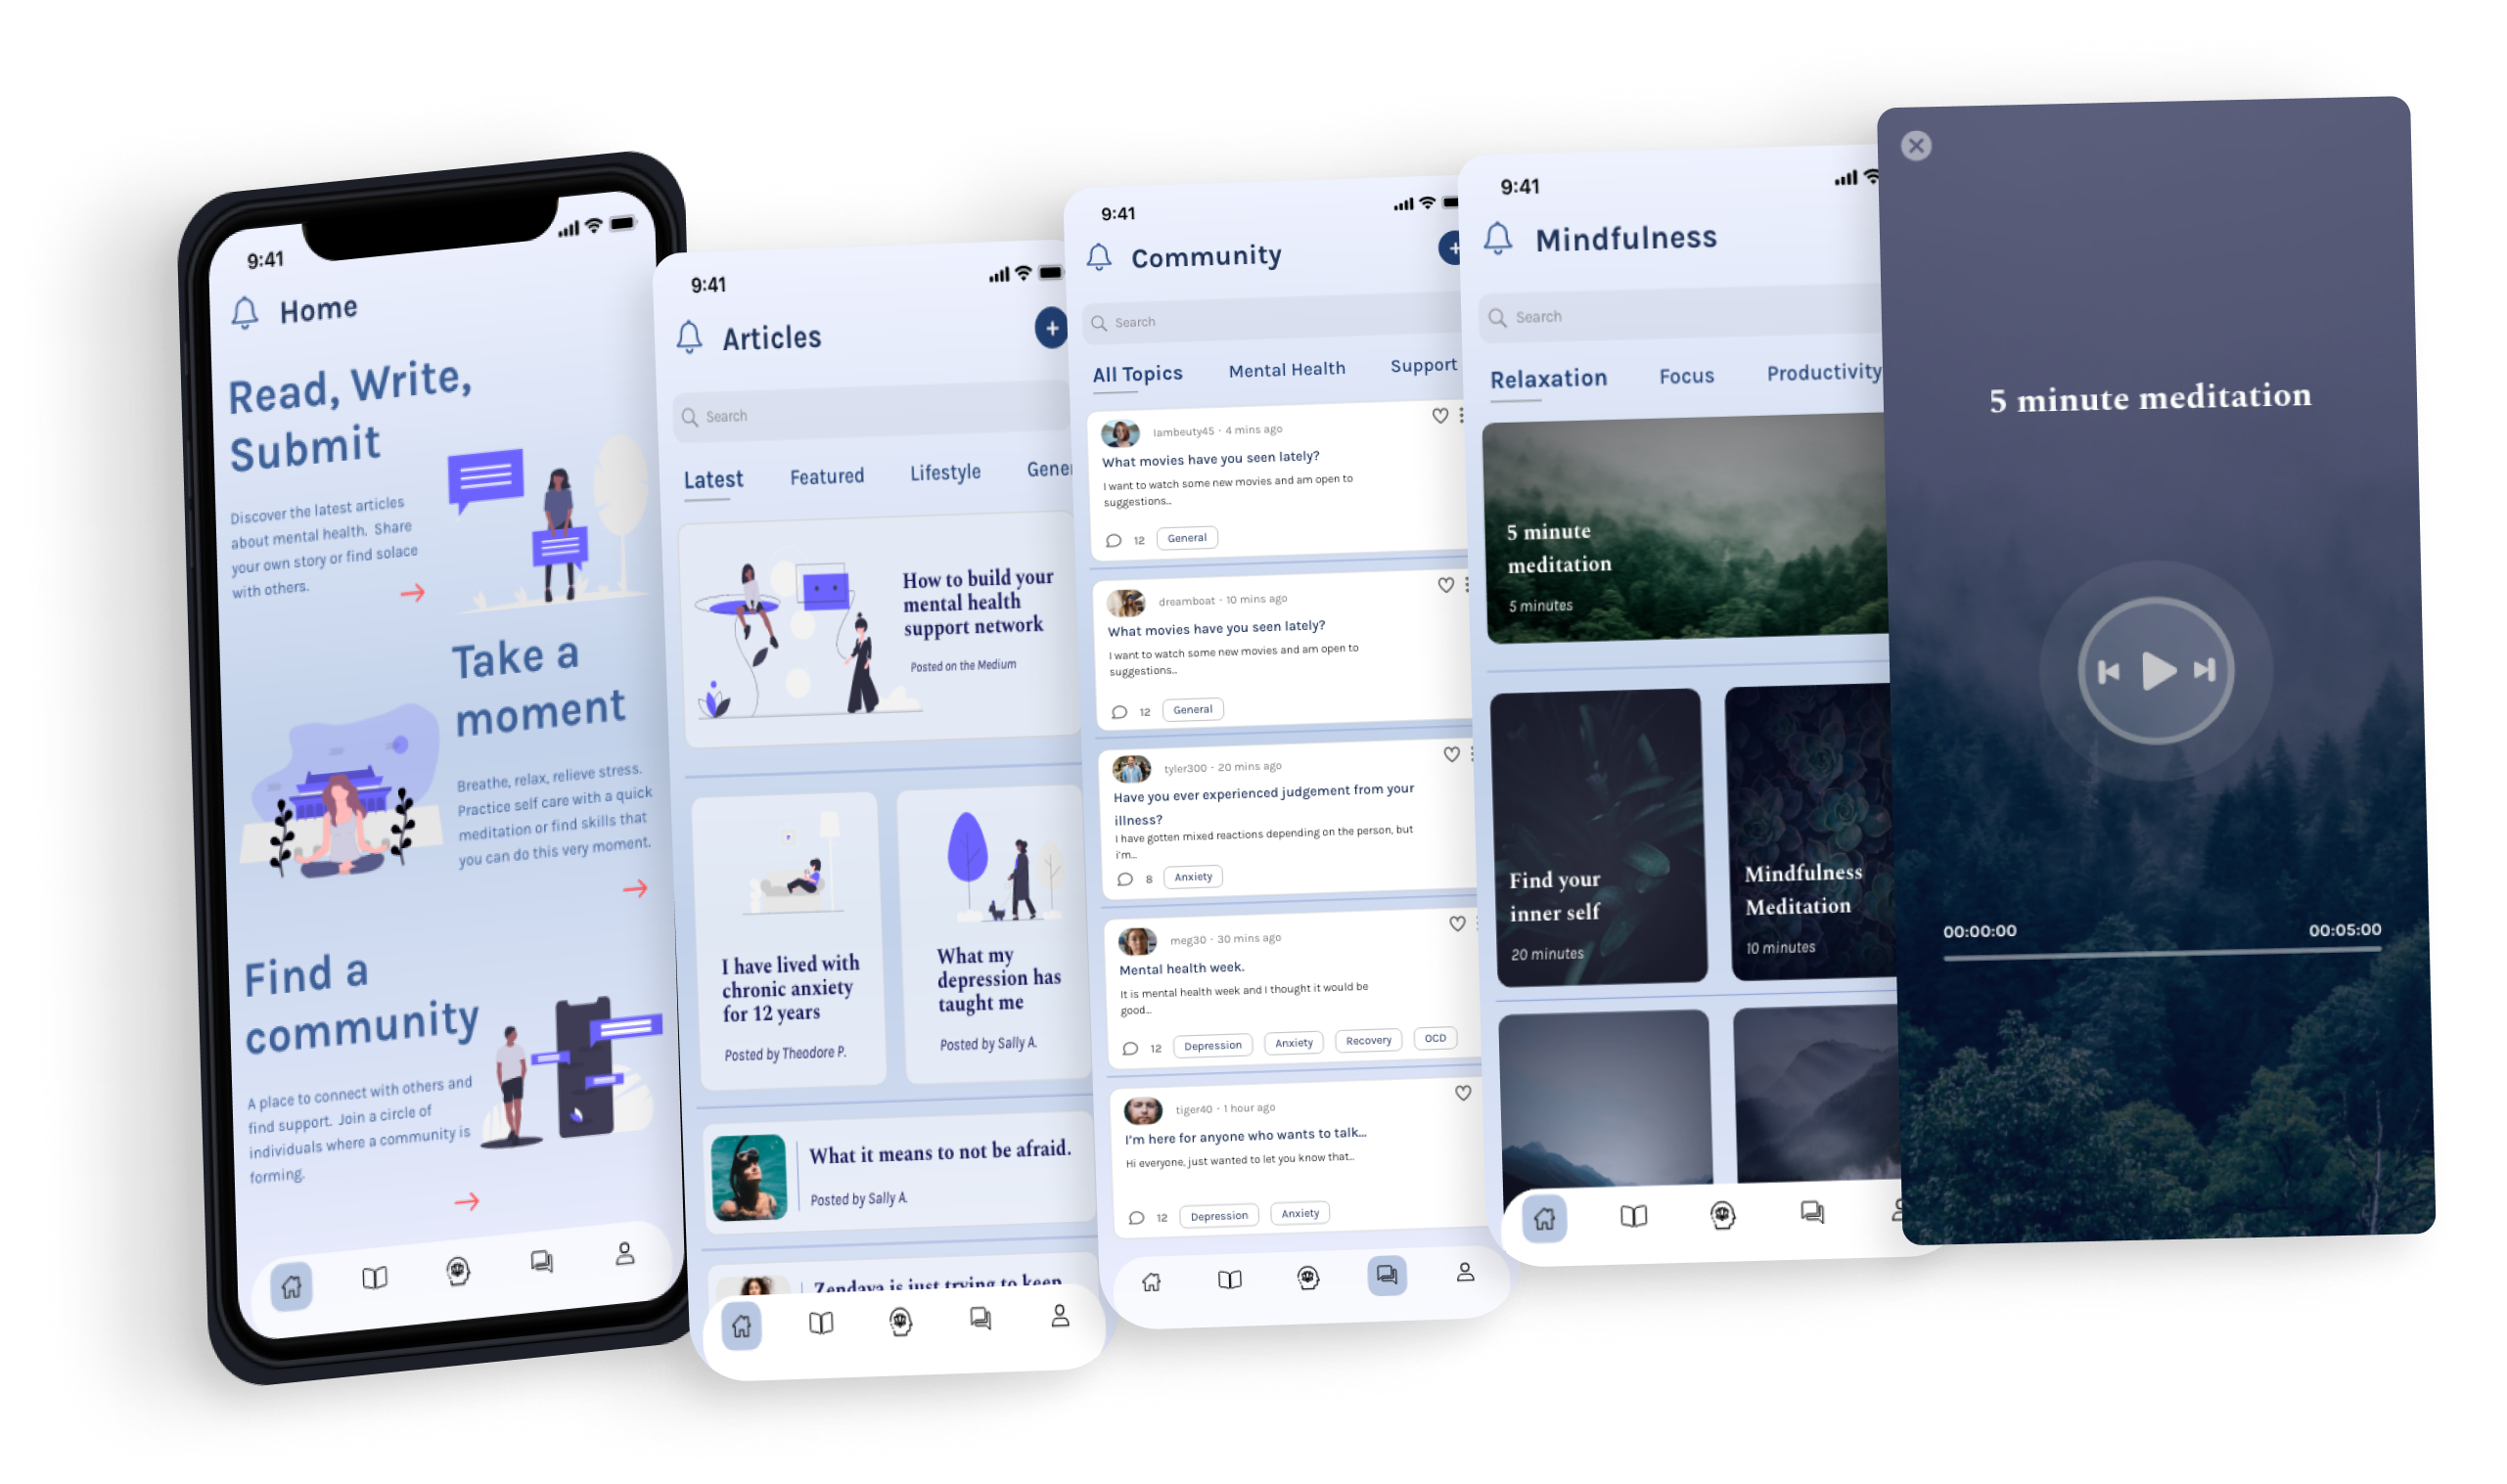 9:41
Home
Read, Write,
Submit
Discover the latest articles
about mental health. Share
your own story or find solace
with others.
Take a
moment
Breathe, relax, relieve stress.
Practice self care with a quick
meditation or find skills that
you can do this very moment.
Find a
community
A place to connect with others and
find support. Join a circle of
individuals where a community is
forming.
9:41
Articles
Search
Latest Featured Lifestyle Gener
How to build your
mental health
support network
Posted on the Medium
I have lived with
chronic anxiety
for 12 years
Posted by Theodore P.
What my
depression has
taught me
Posted by Sally A.
What it means to not be afraid.
Posted by Sally A.
Zendaya is just trying to keep
9:41
Community
Search
All Topics Mental Health Support
lambeuty45 · 4 mins ago
What movies have you seen lately?
I want to watch some new movies and am open to
suggestions...
12 General
dreamboat · 10 mins ago
What movies have you seen lately?
I want to watch some new movies and am open to
suggestions...
12 General
tyler300 · 20 mins ago
Have you ever experienced judgement from your
illness?
I have gotten mixed reactions depending on the person, but
i'm...
8 Anxiety
meg30 · 30 mins ago
Mental health week.
It is mental health week and I thought it would be
good...
12 Depression Anxiety Recovery OCD
tiger40 · 1 hour ago
I'm here for anyone who wants to talk...
Hi everyone, just wanted to let you know that...
12 Depression Anxiety
9:41
Mindfulness
Search
Relaxation Focus Productivity
5 minute
meditation
5 minutes
Find your
inner self
20 minutes
Mindfulness
Meditation
10 minutes
5 minute meditation
00:00:00 00:05:00